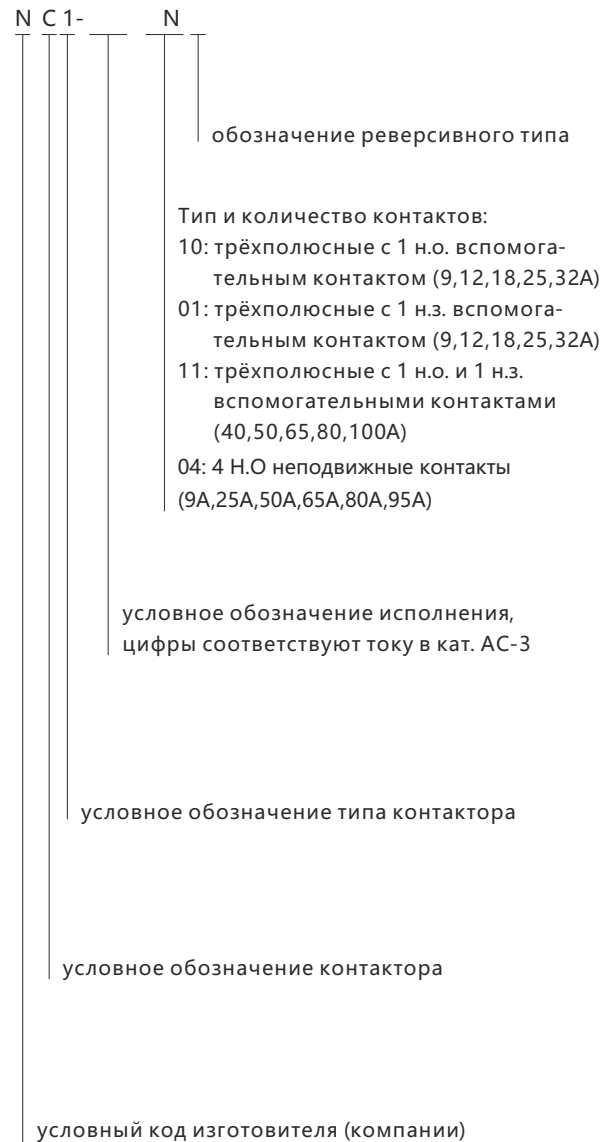 N C 1- N
обозначение реверсивного типа
Тип и количество контактов:
10: трёхполюсные с 1 н.о. вспомога-
тельным контактом (9,12,18,25,32А)
01: трёхполюсные с 1 н.з. вспомога-
тельным контактом (9,12,18,25,32А)
11: трёхполюсные с 1 н.о. и 1 н.з.
вспомогательными контактами
(40,50,65,80,100А)
04: 4 Н.О неподвижные контакты
(9А,25А,50А,65А,80А,95А)
условное обозначение исполнения,
цифры соответствуют току в кат. АС-3
условное обозначение типа контактора
условное обозначение контактора
условный код изготовителя (компании)